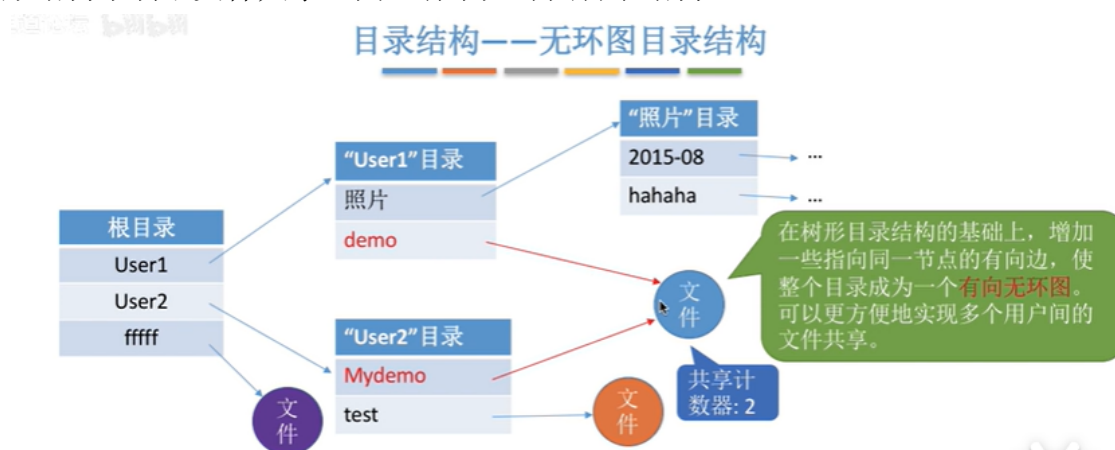 bilibili
目录结构——无环图目录结构
根目录
User1
User2
fffff
文
件
“User1”目录
照片
demo
“User2”目录
Mydemo
test
文
件
“照片”目录
2015-08
...
hahaha
...
文
件
共享计
数器: 2
在树形目录结构的基础上，增加
一些指向同一节点的有向边，使
整个目录成为一个有向无环图。
可以更方便地实现多个用户间的
文件共享。